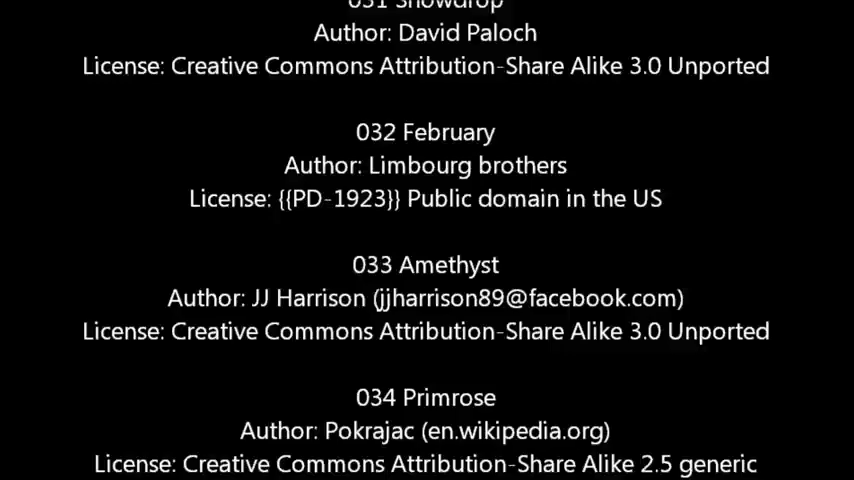 031 Snowdrop
Author: David Paloch
License: Creative Commons Attribution-Share Alike 3.0 Unported
032 February
Author: Limbourg brothers
License: {{PD-1923}} Public domain in the US
033 Amethyst
Author: JJ Harrison (jjharrison89@facebook.com)
License: Creative Commons Attribution-Share Alike 3.0 Unported
034 Primrose
Author: Pokrajac (en.wikipedia.org)
License: Creative Commons Attribution-Share Alike 2.5 generic